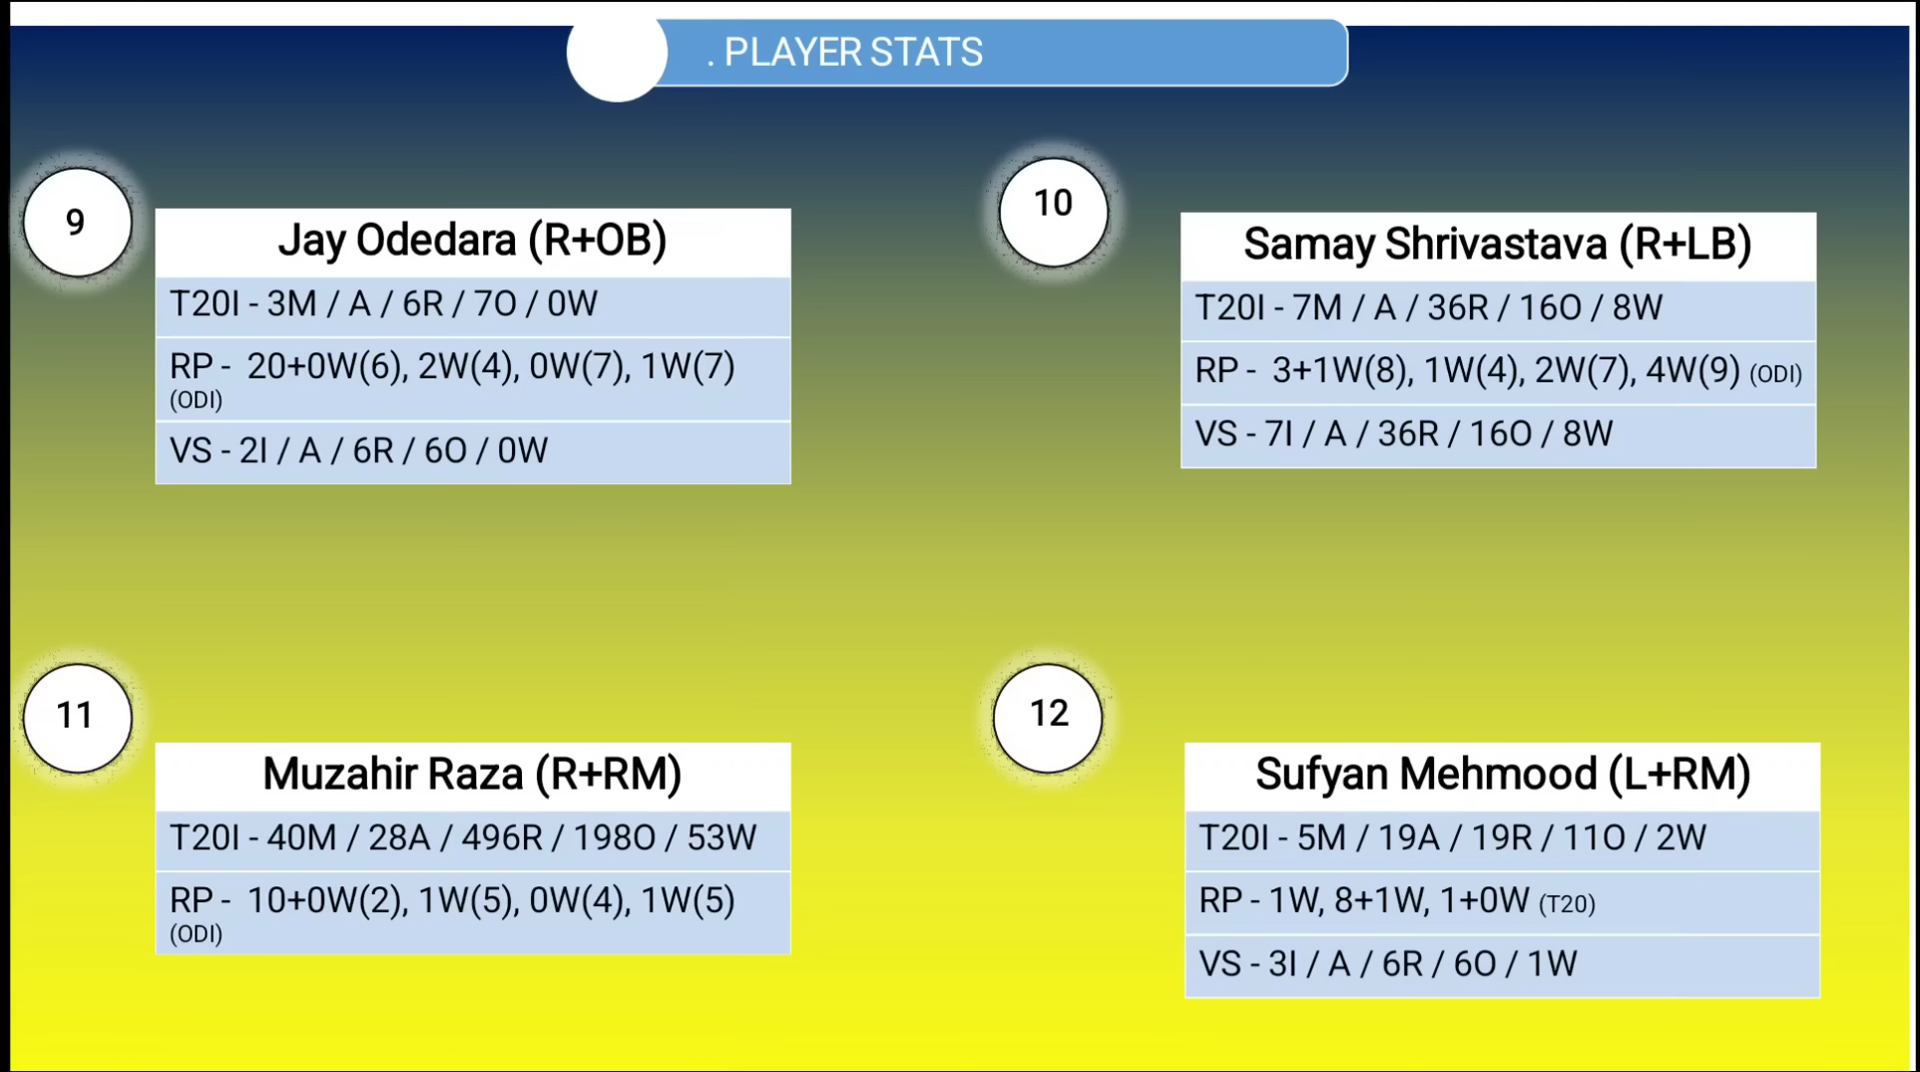 . PLAYER STATS
9
Jay Odedara (R+OB)
T20I - 3M / A / 6R / 7O / 0W
RP - 20+0W(6), 2W(4), 0W(7), 1W(7)
(ODI)
VS - 2I / A / 6R / 6O / 0W
10
Samay Shrivastava (R+LB)
T20I - 7M / A / 36R / 16O / 8W
RP - 3+1W(8), 1W(4), 2W(7), 4W(9) (ODI)
VS - 7I / A / 36R / 16O / 8W
11
Muzahir Raza (R+RM)
T20I - 40M / 28A / 496R / 198O / 53W
RP - 10+0W(2), 1W(5), 0W(4), 1W(5)
(ODI)
12
Sufyan Mehmood (L+RM)
T20I - 5M / 19A / 19R / 11O / 2W
RP - 1W, 8+1W, 1+0W (T20)
VS - 3I / A / 6R / 6O / 1W